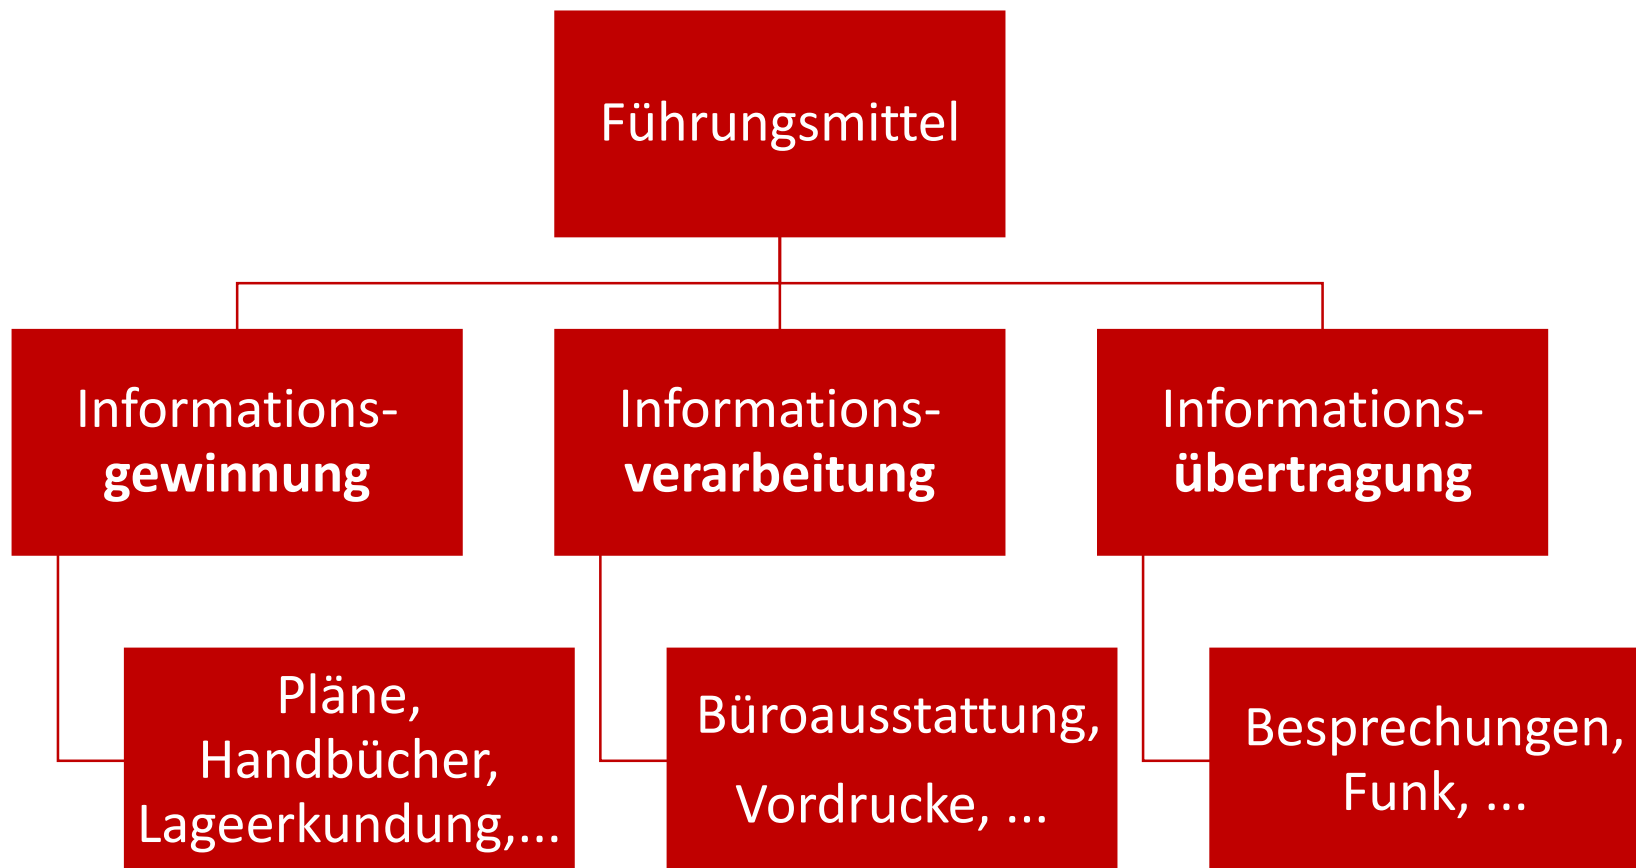 Führungsmittel
Informations-
gewinnung
Informations-
verarbeitung
Informations-
übertragung
Pläne,
Handbücher,
Lageerkundung,...
Büroausstattung,
Vordrucke, ...
Besprechungen,
Funk, ...